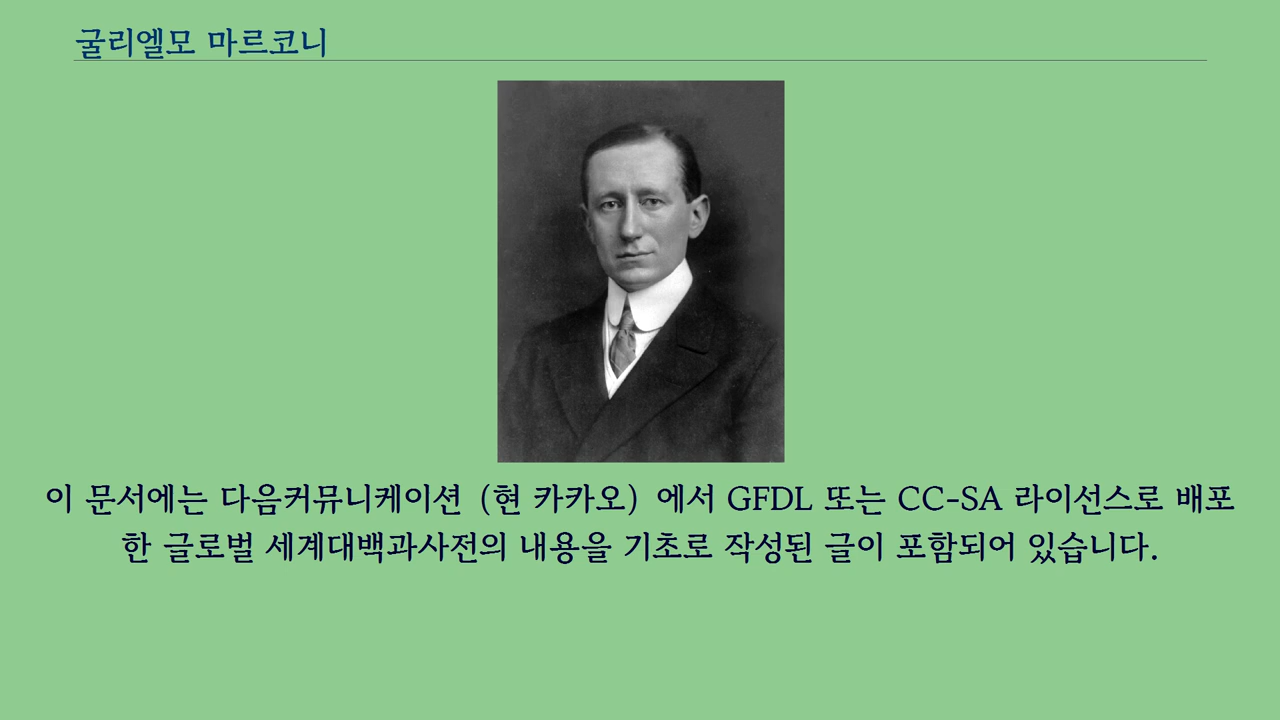 굴리엘모 마르코니
이 문서에는 다음커뮤니케이션 (현 카카오) 에서 GFDL 또는 CC-SA 라이선스로 배포
한 글로벌 세계대백과사전의 내용을 기초로 작성된 글이 포함되어 있습니다.